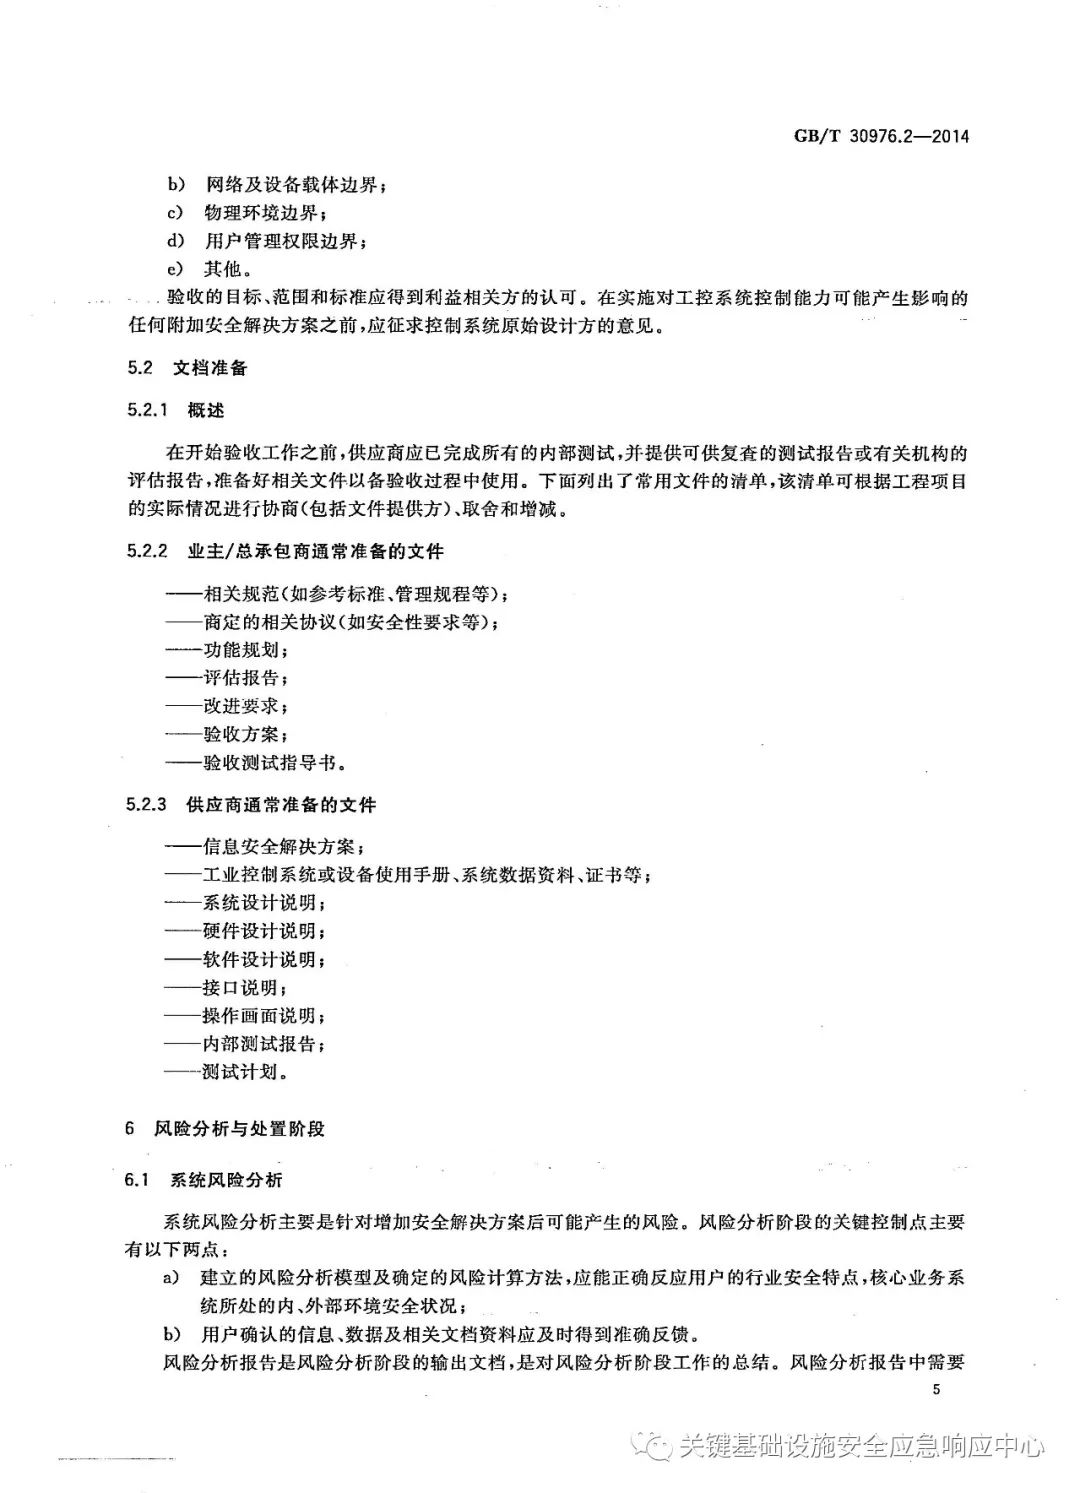 GB/T 30976.2—2014
b) 网络及设备载体边界;
c) 物理环境边界;
d) 用户管理权限边界;
e) 其他。
验收的目标、范围和标准应得到利益相关方的认可。在实施对工控系统控制能力可能产生影响的
任何附加安全解决方案之前,应征求控制系统原始设计方的意见。
5.2 文档准备
5.2.1 概述
在开始验收工作之前,供应商应已完成所有的内部测试,并提供可供复查的测试报告或有关机构的
评估报告,准备好相关文件以备验收过程中使用。下面列出了常用文件的清单,该清单可根据工程项目
的实际情况进行协商(包括文件提供方)、取舍和增减。
5.2.2 业主/总承包商通常准备的文件
——相关规范(如参考标准、管理规程等);
——商定的相关协议(如安全性要求等);
——功能规划;
——评估报告;
——改进要求;
——验收方案;
——验收测试指导书。
5.2.3 供应商通常准备的文件
——信息安全解决方案;
——工业控制系统或设备使用手册、系统数据资料、证书等;
——系统设计说明;
——硬件设计说明;
——软件设计说明;
——接口说明;
——操作画面说明;
——内部测试报告;
——测试计划。
6 风险分析与处置阶段
6.1 系统风险分析
系统风险分析主要是针对增加安全解决方案后可能产生的风险。风险分析阶段的关键控制点主要
有以下两点:
a) 建立的风险分析模型及确定的风险计算方法,应能正确反应用户的行业安全特点,核心业务系
统所处的内、外部环境安全状况;
b) 用户确认的信息、数据及相关文档资料应及时得到准确反馈。
风险分析报告是风险分析阶段的输出文档,是对风险分析阶段工作的总结。风险分析报告中需要
5
关键基础设施安全应急响应中心